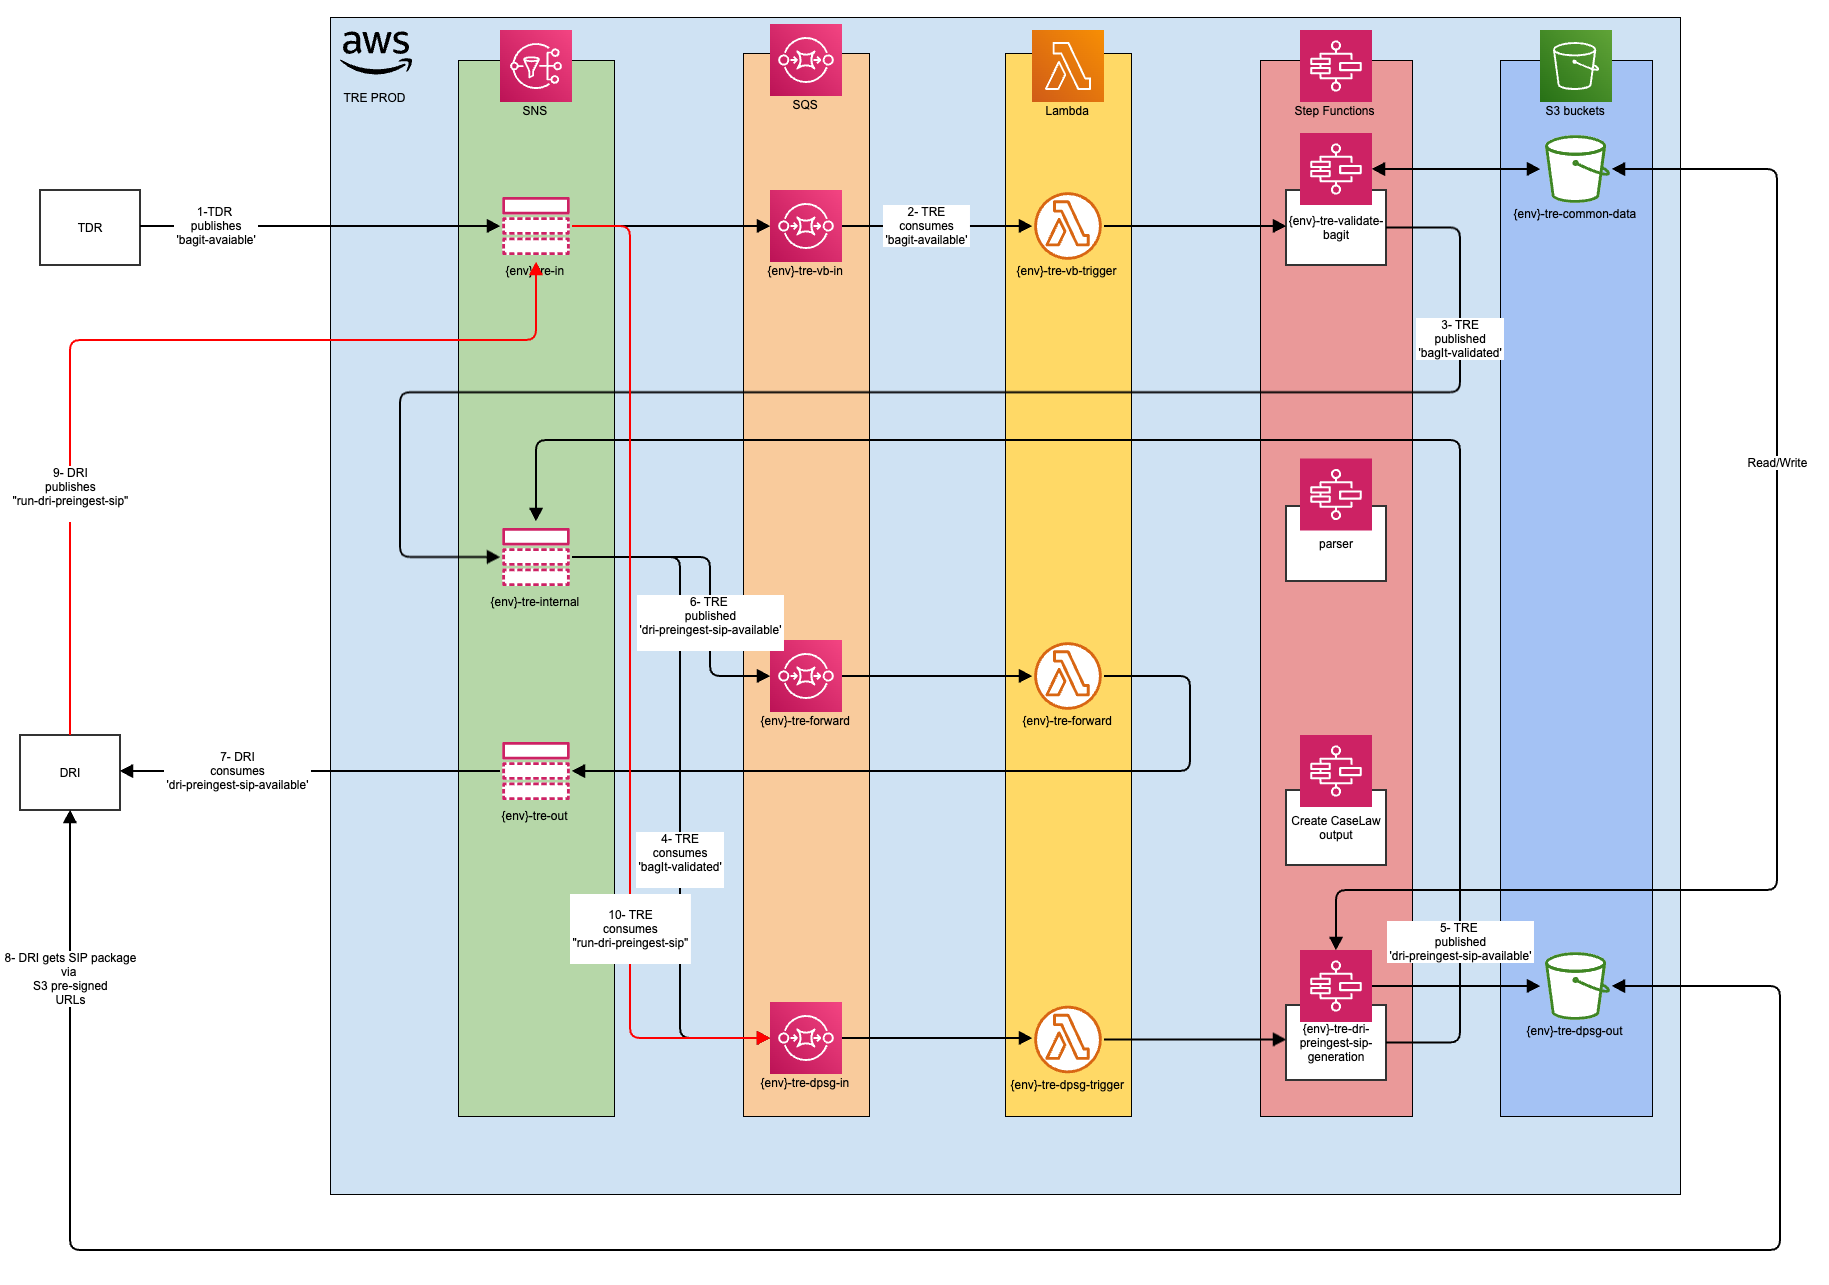 aws
TRE PROD
SNS
SQS
Lambda
Step Functions
S3 buckets
TDR
1-TDR
publishes
'bagit-avaiable'
{env}-tre-in
{env}-tre-vb-in
2- TRE
consumes
'bagit-available'
{env}-tre-vb-trigger
{env}-tre-validate-
bagit
{env}-tre-common-data
3- TRE
published
'bagIt-validated'
Read/Write
9- DRI
publishes
"run-dri-preingest-sip"
parser
{env}-tre-internal
6- TRE
published
'dri-preingest-sip-available'
{env}-tre-forward
{env}-tre-forward
DRI
7- DRI
consumes
'dri-preingest-sip-available'
{env}-tre-out
Create CaseLaw
output
4- TRE
consumes
'bagIt-validated'
10- TRE
consumes
"run-dri-preingest-sip"
5- TRE
published
'dri-preingest-sip-available'
8- DRI gets SIP package
via
S3 pre-signed
URLs
{env}-tre-dpsg-in
{env}-tre-dpsg-trigger
{env}-tre-dri-
preingest-sip-
generation
{env}-tre-dpsg-out